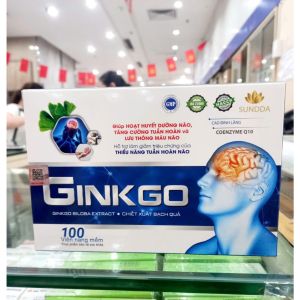 SUNDDA
GMP
Giúp HOẠT HUYẾT DƯỠNG NÃO,
TĂNG CƯỜNG TUẦN HOÀN và
LƯU THÔNG MÁU NÃO
Hỗ trợ làm giảm triệu chứng của
THIỂU NĂNG TUẦN HOÀN NÃO
CAO ĐINH LĂNG
COENZYME Q10
GINKGO
GINKGO BILOBA EXTRACT • CHIẾT XUẤT BẠCH QUẢ
100
Viên nang mềm